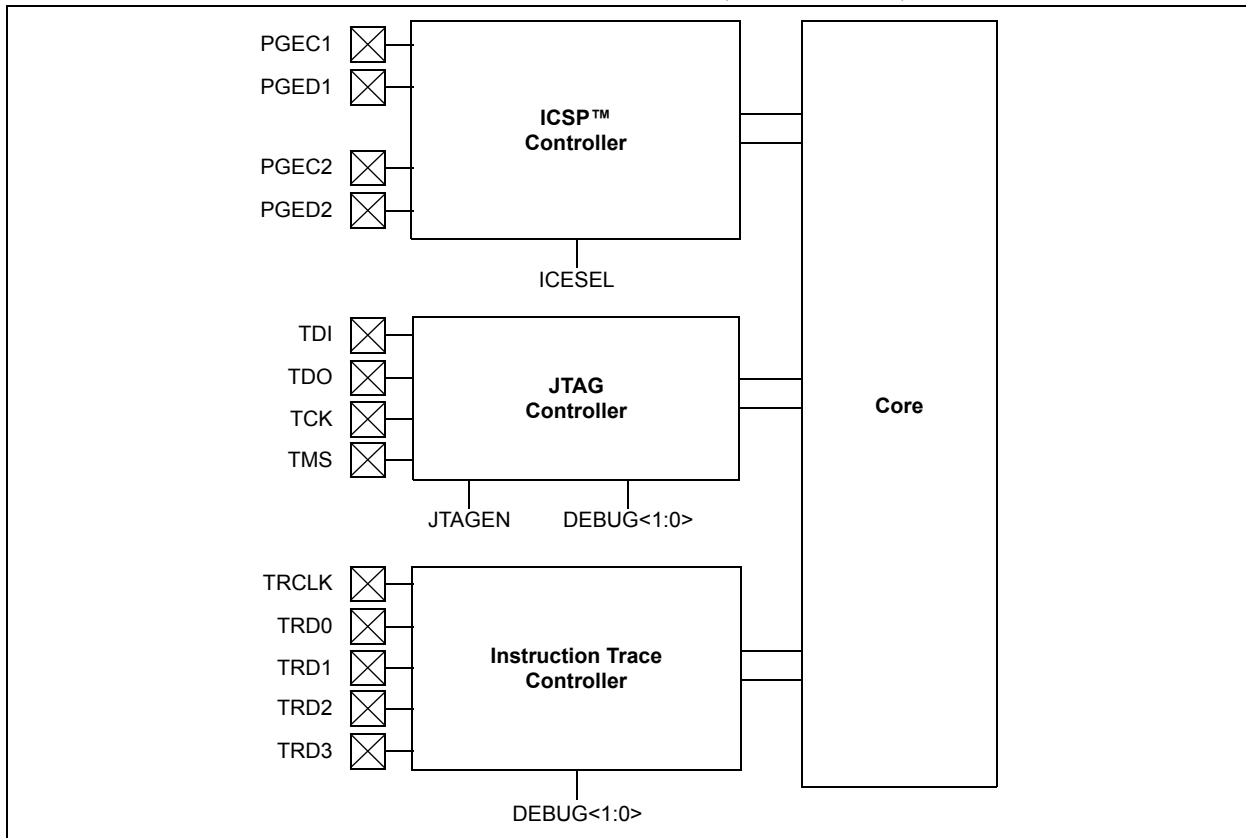 PGEC1
PGED1
ICSP™
Controller
PGEC2
PGED2
ICESEL
TDI
TDO
JTAG
Controller
TCK
TMS
Core
JTAGEN
DEBUG<1:0>
TRCLK
TRD0
TRD1
Instruction Trace
Controller
TRD2
TRD3
DEBUG<1:0>